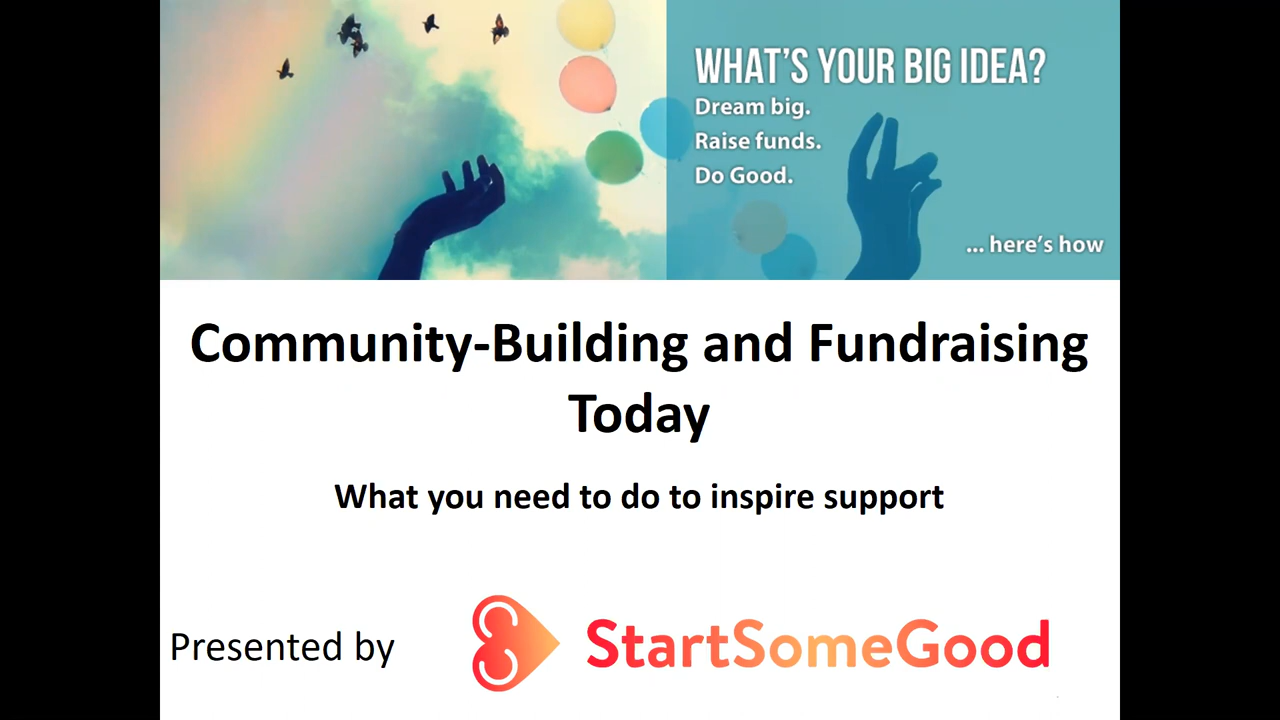 WHAT'S YOUR BIG IDEA?
Dream big.
Raise funds.
Do Good.
... here's how
Community-Building and Fundraising
Today
What you need to do to inspire support
Presented by
StartSomeGood